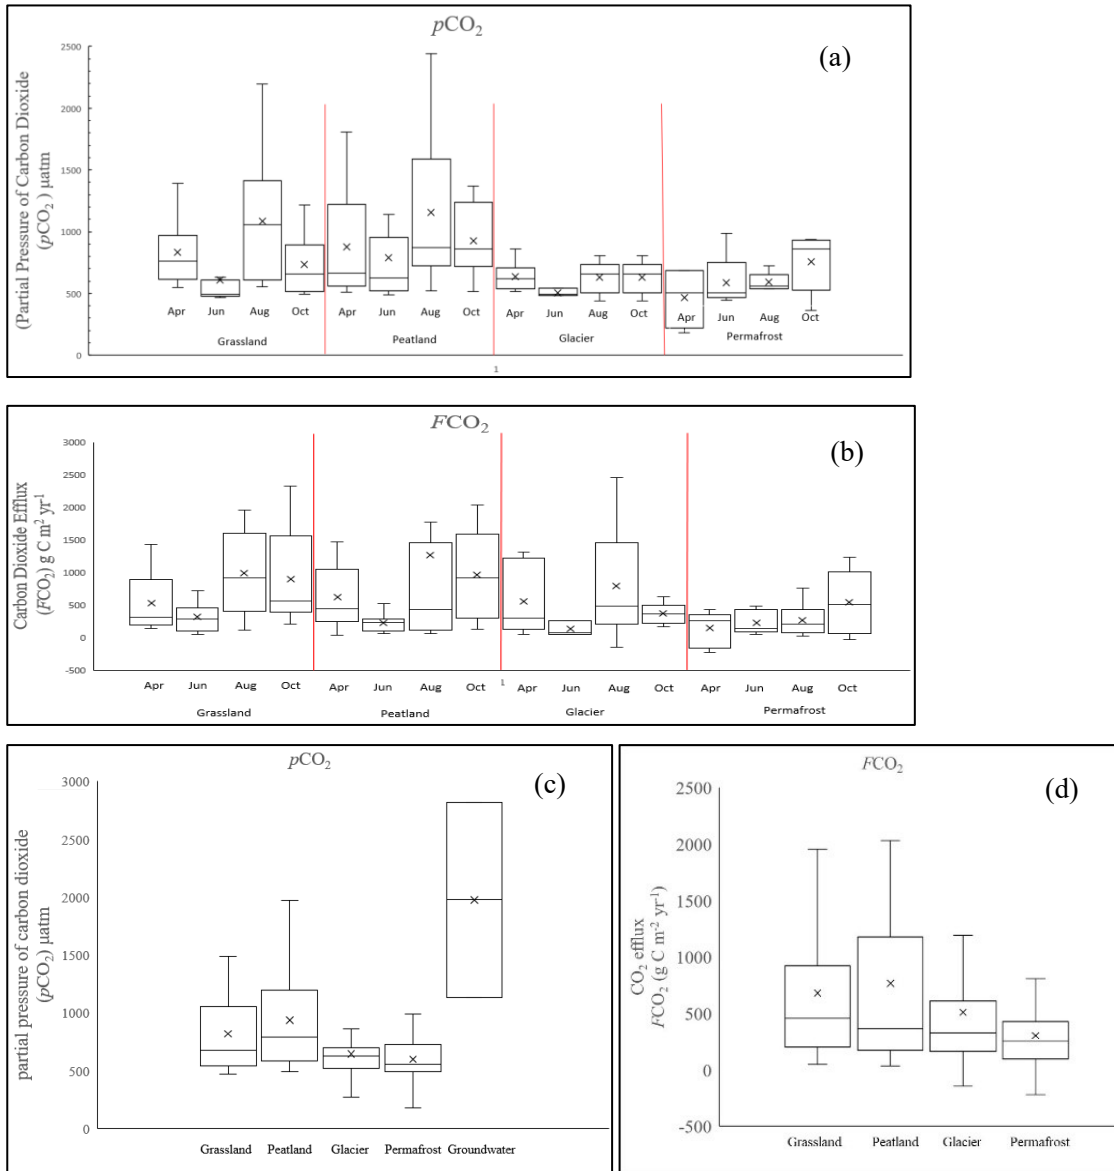 pCO2
(a)
(Partial Pressure of Carbon Dioxide
(pCO2 ) µatm
2500
2000
1500
1000
500
0
Apr Jun Aug Oct Apr Jun Aug Oct Apr Jun Aug Oct Apr Jun Aug Oct
Grassland Peatland Glacier Permafrost
1
FCO2
(b)
Carbon Dioxide Efflux
(FCO2) g C m2 yr1
3000
2500
2000
1500
1000
500
0
-500
1
Apr Jun Aug Oct Apr Jun Aug Oct Apr Jun Aug Oct Apr Jun Aug Oct
Grassland Peatland Glacier Permafrost
pCO2
(c)
partial pressure of carbon dioxide
(pCO2) µatm
3000
2500
2000
1500
1000
500
0
Grassland Peatland Glacier Permafrost Groundwater
FCO2
(d)
CO2 efflux
FCO2 (g C m-2 yr-1)
2500
2000
1500
1000
500
0
-500
Grassland Peatland Glacier Permafrost